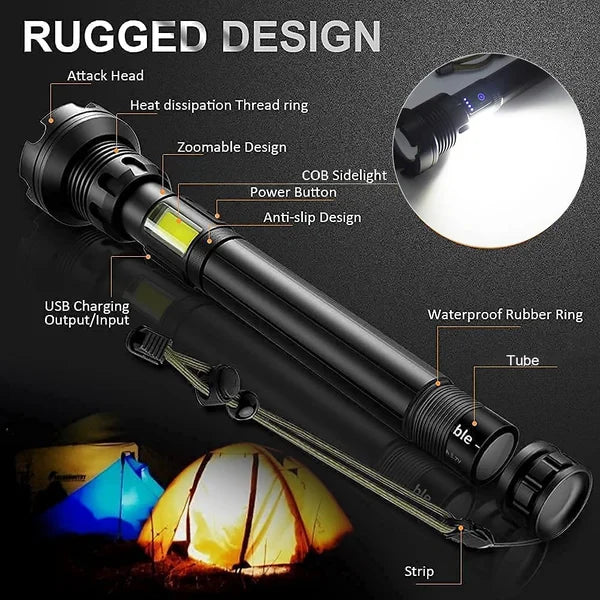 RUGGED DESIGN
Attack Head
Heat dissipation Thread ring
Zoomable Design
COB Sidelight
Power Button
Anti-slip Design
USB Charging
Output/Input
Waterproof Rubber Ring
Tube
ble -
Strip